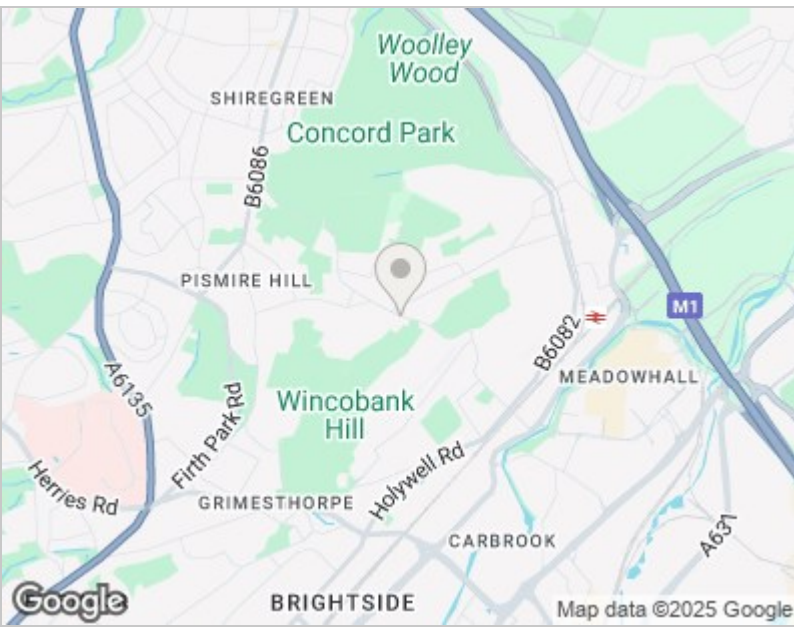 Woolley
Wood
SHIREGREEN
Concord Park
B6086
PISMIRE HILL
M1
B6082
MEADOWHALL
A6135
Firth Park Rd
Wincobank
Hill
Herries Rd
Holywell Rd
GRIMESTHORPE
CARBROOK
A631
BRIGHTSIDE
Google
Map data ©2025 Google